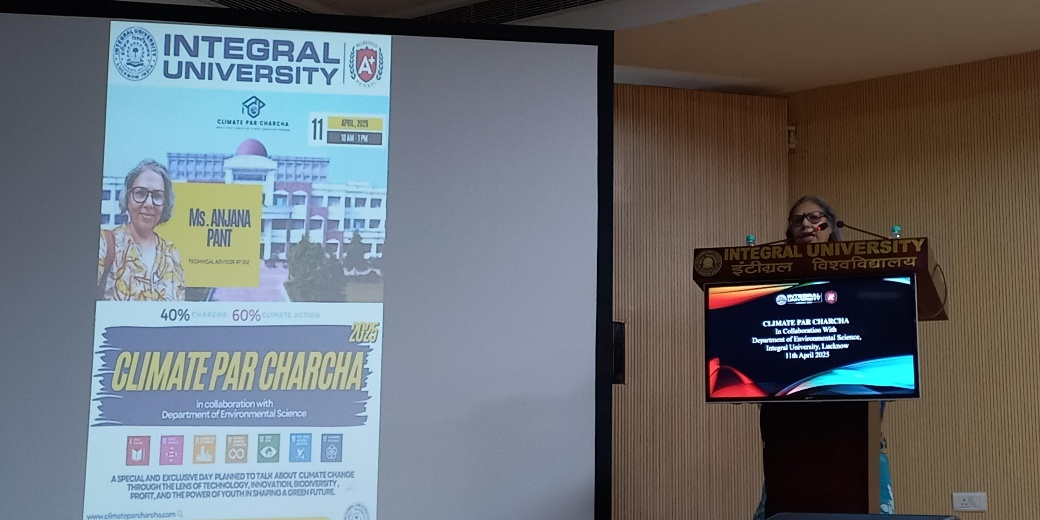 INTEGRAL
UNIVERSITY
A+
CLIMATE PAR CHARCHA
11
APRIL, 2025
10 AM - 1 PM
Ms. ANJANA
PANT
TECHNICAL ADVISOR AT GIZ
40% CHARCHA 60% CLIMATE ACTION
2025
CLIMATE PAR CHARCHA
in collaboration with
Department of Environmental Science
A SPECIAL AND EXCLUSIVE DAY PLANNED TO TALK ABOUT CLIMATE CHANGE
THROUGH THE LENS OF TECHNOLOGY, INNOVATION, BIODIVERSITY,
PROFIT, AND THE POWER OF YOUTH IN SHAPING A GREEN FUTURE.
www.climateparcharcha.com
INTEGRAL UNIVERSITY
इंटीग्रल विश्वविद्यालय
CLIMATE PAR CHARCHA
In Collaboration With
Department of Environmental Science,
Integral University, Lucknow
11th April 2025